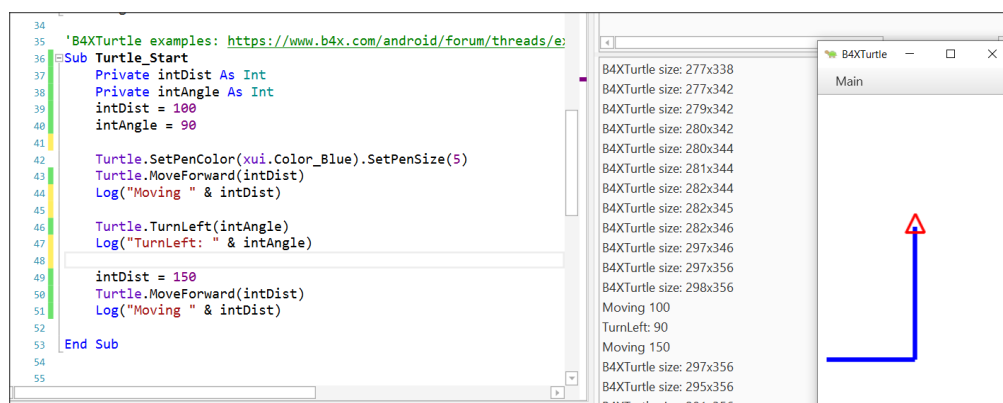 34
35 'B4XTurtle examples: https://www.b4x.com/android/forum/threads/ex
36 Sub Turtle_Start
37 Private intDist As Int
38 Private intAngle As Int
39 intDist = 100
40 intAngle = 90
41
42 Turtle.SetPenColor(xui.Color_Blue).SetPenSize(5)
43 Turtle.MoveForward(intDist)
44 Log("Moving " & intDist)
45
46 Turtle.TurnLeft(intAngle)
47 Log("TurnLeft: " & intAngle)
48
49 intDist = 150
50 Turtle.MoveForward(intDist)
51 Log("Moving " & intDist)
52
53 End Sub
54
55
B4XTurtle size: 277x338
B4XTurtle size: 277x342
B4XTurtle size: 279x342
B4XTurtle size: 280x342
B4XTurtle size: 280x344
B4XTurtle size: 281x344
B4XTurtle size: 282x344
B4XTurtle size: 282x345
B4XTurtle size: 282x346
B4XTurtle size: 297x346
B4XTurtle size: 297x356
B4XTurtle size: 298x356
Moving 100
TurnLeft: 90
Moving 150
B4XTurtle size: 297x356
B4XTurtle size: 295x356
B4XTurtle
Main